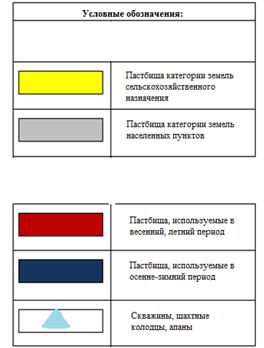 Условные обозначения:
Пастбища категории земель
сельскохозяйственного
назначения
Пастбища категории земель
населенных пунктов
Пастбища, используемые в
весенний, летний период
Пастбища, используемые в
осенне-зимний период
Скважины, шахтные
колодцы, апаны